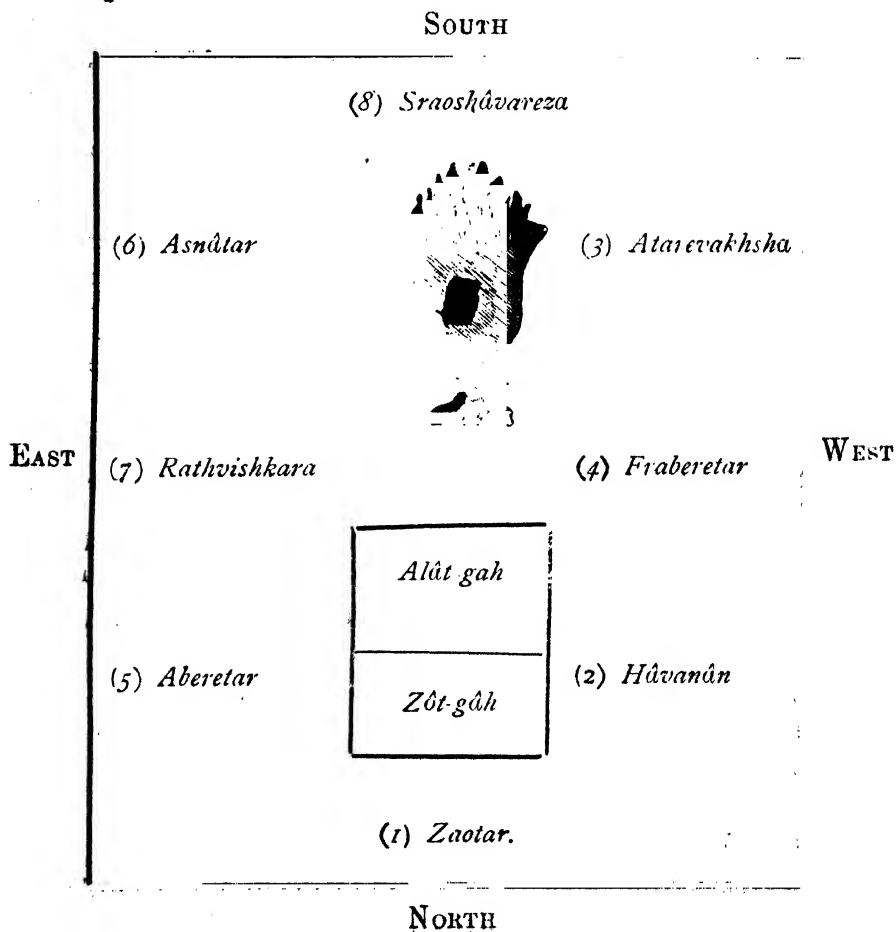 SOUTH
(8) Sraoshâvareza
(6) Asnâtar (3) Atarevakhsha
EAST (7) Rathvishkara (4) Fraberetar WEST
Alât gah
(5) Aberetar (2) Hâvanân
Zôt-gâh
(1) Zaotar.
NORTH